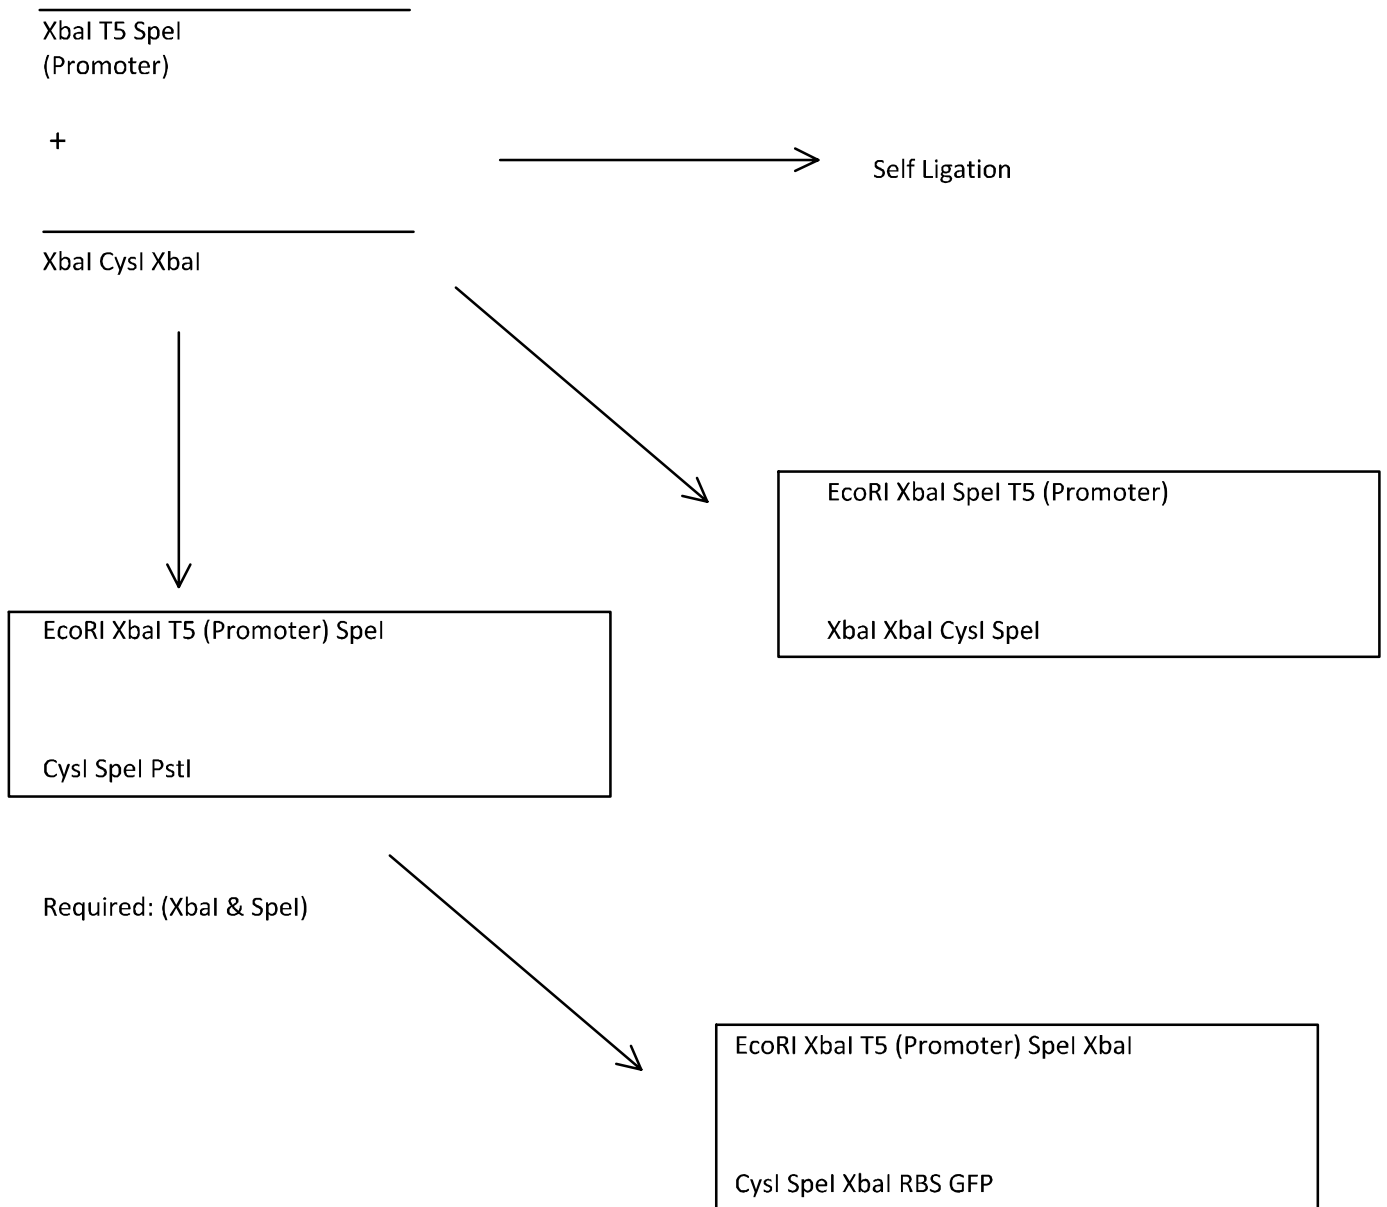 XbaI T5 SpeI
(Promoter)
+
Self Ligation
XbaI CysI XbaI
EcoRI XbaI SpeI T5 (Promoter)
XbaI XbaI CysI SpeI
EcoRI XbaI T5 (Promoter) SpeI
CysI SpeI PstI
Required: (XbaI & SpeI)
EcoRI XbaI T5 (Promoter) SpeI XbaI
CysI SpeI XbaI RBS GFP